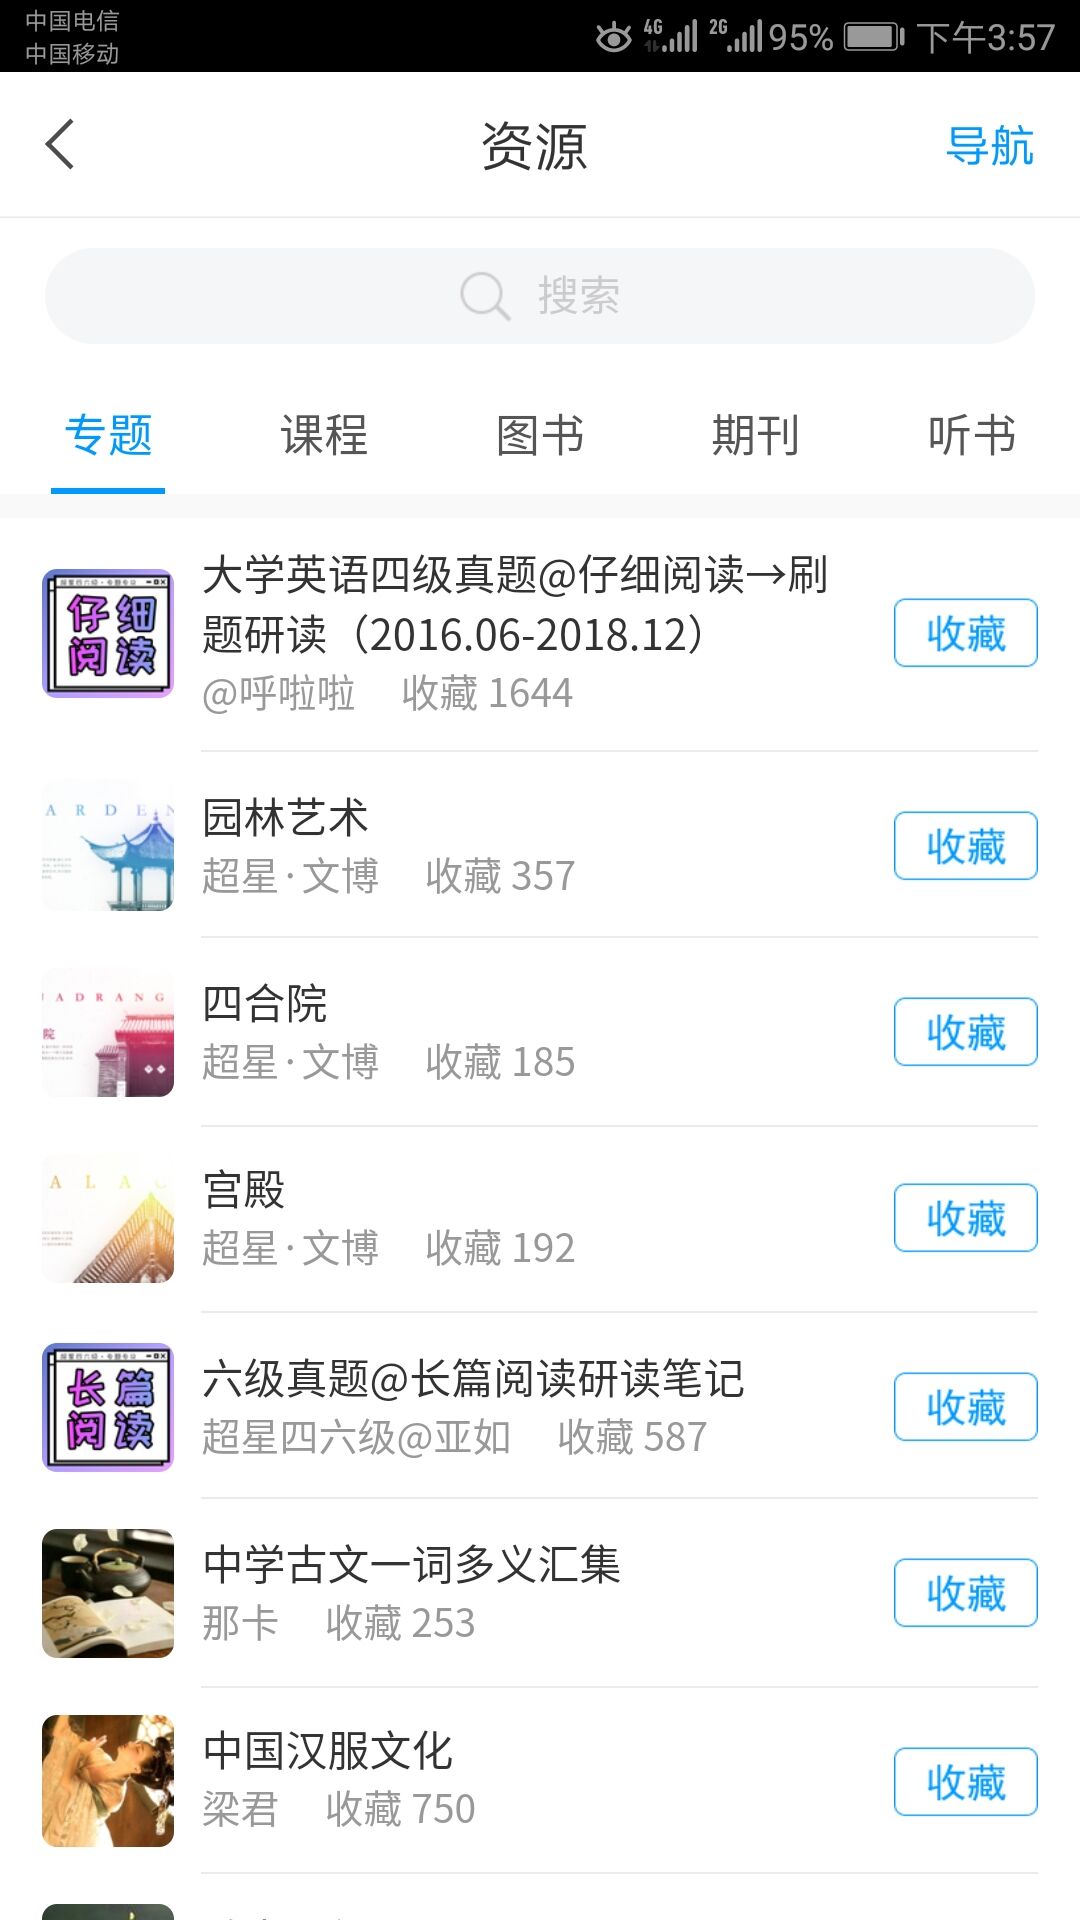 中国电信
中国移动
4G 2G 95% 下午3:57
资源
导航
搜索
专题 课程 图书 期刊 听书
仔细
阅读
大学英语四级真题@仔细阅读→刷
题研读（2016.06-2018.12）
@呼啦啦 收藏 1644
收藏
ARDEN
园林艺术
超星·文博 收藏 357
收藏
ADRANG
院
四合院
超星·文博 收藏 185
收藏
ALAC
宫殿
超星·文博 收藏 192
收藏
长篇
阅读
六级真题@长篇阅读研读笔记
超星四六级@亚如 收藏 587
收藏
中学古文一词多义汇集
那卡 收藏 253
收藏
中国汉服文化
梁君 收藏 750
收藏